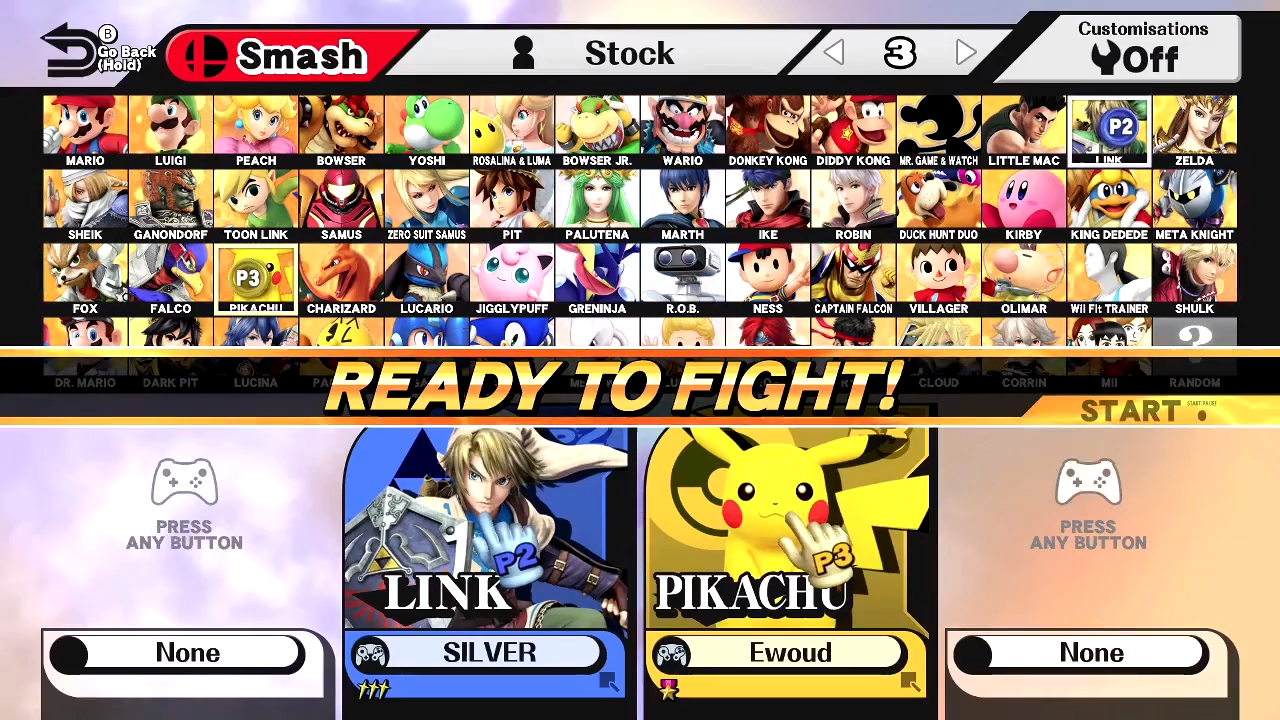 B
Go Back
(Hold)
Smash
Stock
3
Customisations
Off
MARIO LUIGI PEACH BOWSER YOSHI ROSALINA & LUMA BOWSER JR. WARIO DONKEY KONG DIDDY KONG MR. GAME & WATCH LITTLE MAC P2 LINK ZELDA
SHEIK GANONDORF TOON LINK SAMUS ZERO SUIT SAMUS PIT PALUTENA MARTH IKE ROBIN DUCK HUNT DUO KIRBY KING DEDEDE META KNIGHT
FOX FALCO P3 PIKACHU CHARIZARD LUCARIO JIGGLYPUFF GRENINJA R.O.B. NESS CAPTAIN FALCON VILLAGER OLIMAR Wii Fit TRAINER SHULK
?
DR. MARIO DARK PIT LUCINA CLOUD CORRIN MII RANDOM
READY TO FIGHT!
START START/PAUSE
PRESS
ANY BUTTON
P2
LINK
P3
PIKACHU
PRESS
ANY BUTTON
None
SILVER
Ewoud
None